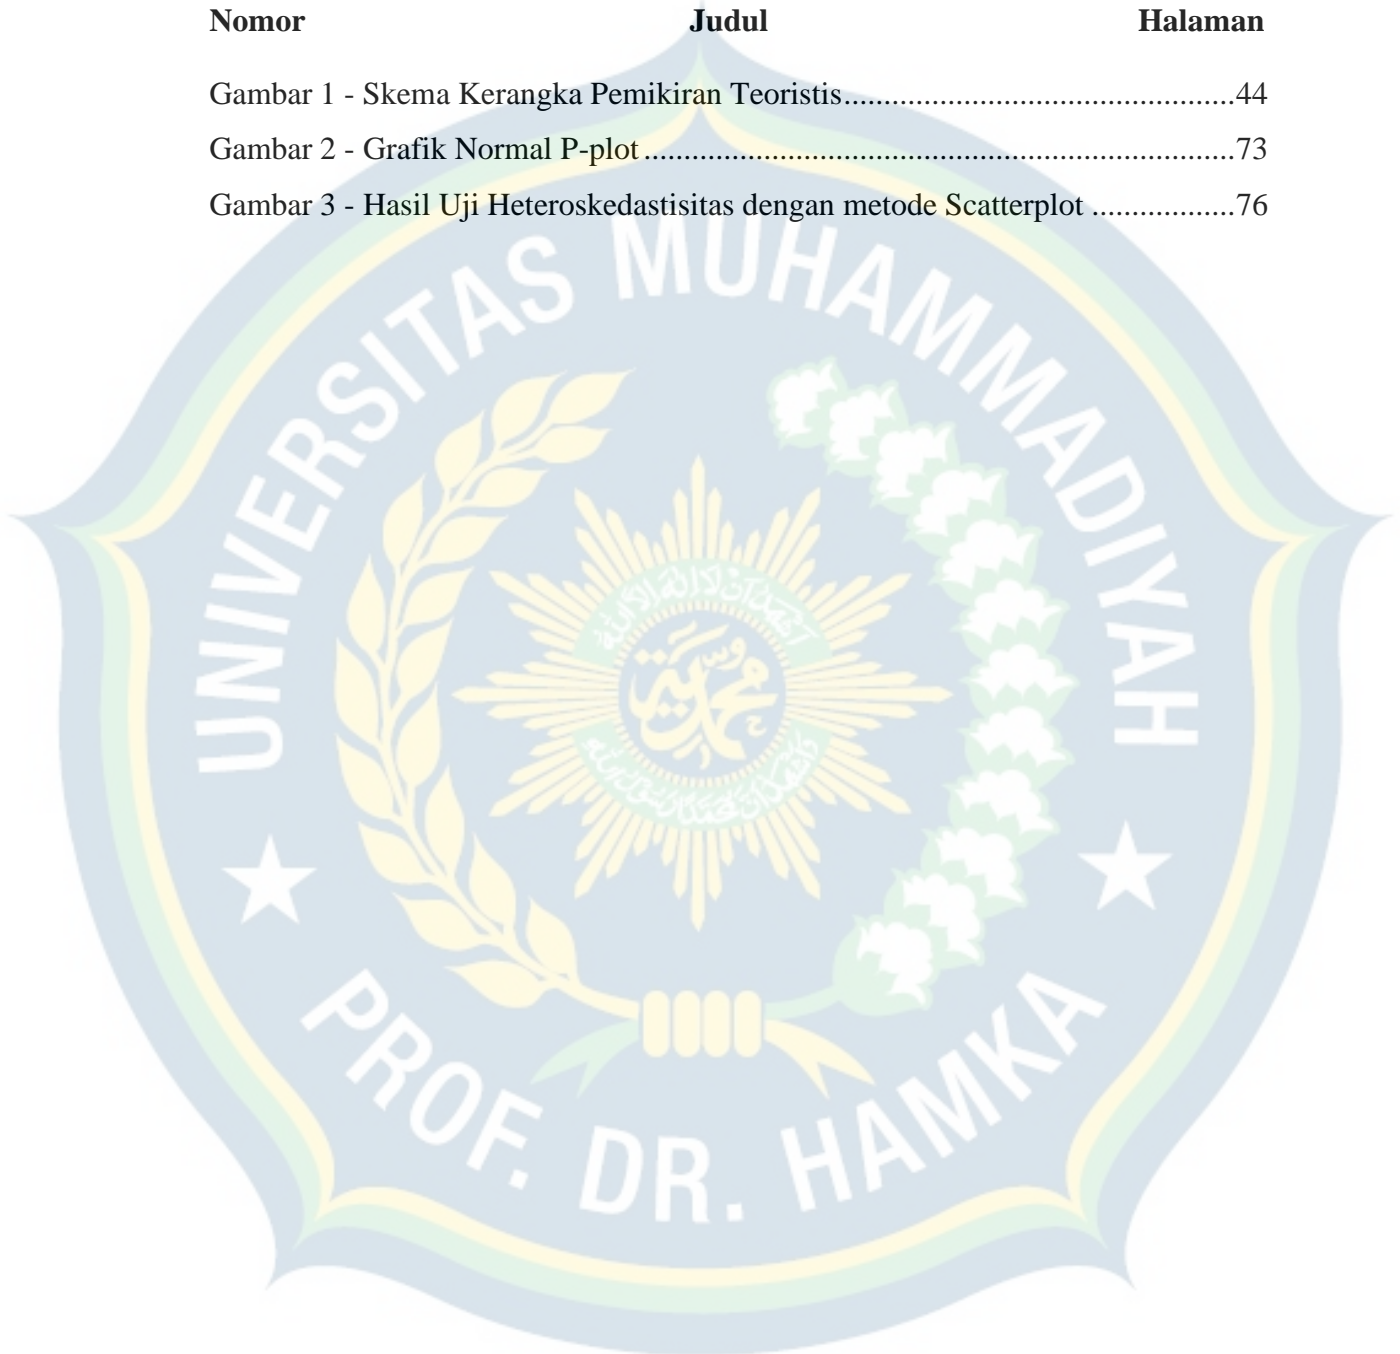 Nomor Judul Halaman
Gambar 1 - Skema Kerangka Pemikiran Teoristis.................................................44
Gambar 2 - Grafik Normal P-plot..........................................................................73
Gambar 3 - Hasil Uji Heteroskedastisitas dengan metode Scatterplot ..................76
UNIVERSITAS MUHAMMADIYAH
محمدية
PROF. DR. HAMKA